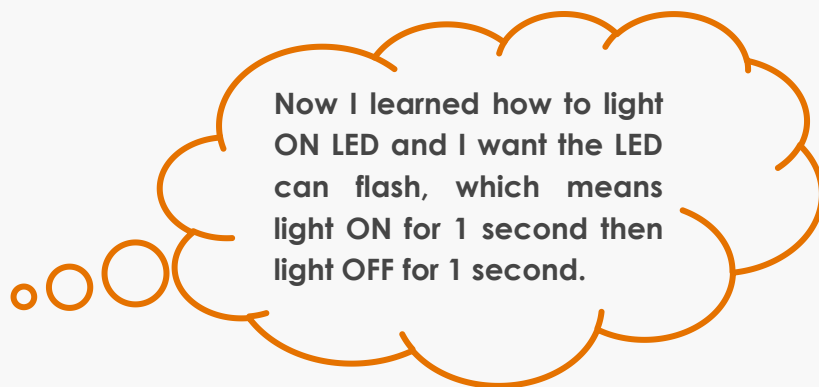 Now I learned how to light
ON LED and I want the LED
can flash, which means
light ON for 1 second then
light OFF for 1 second.